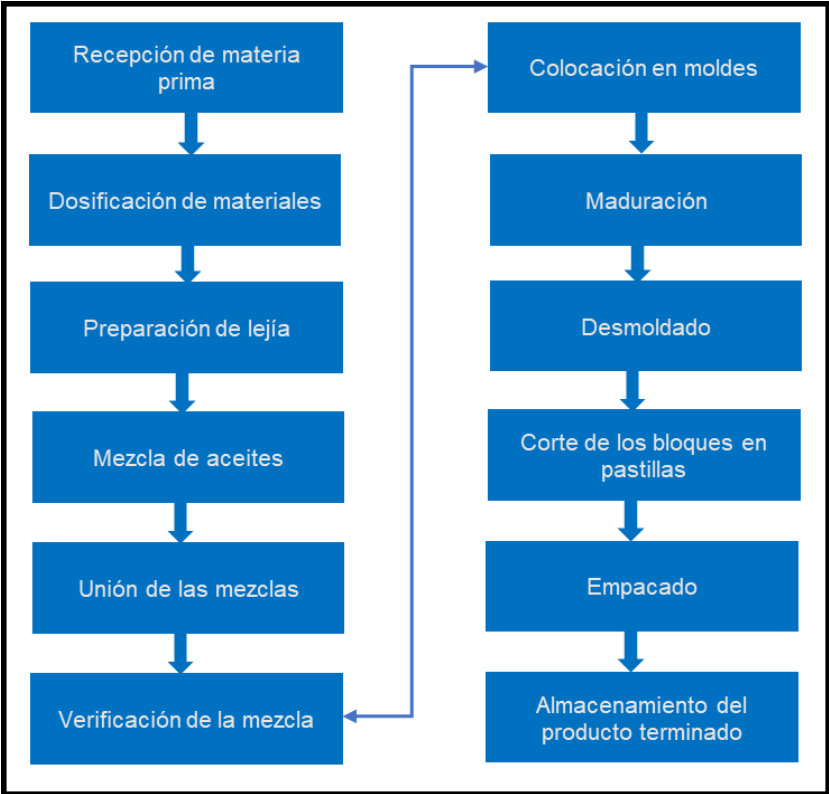 Recepción de materia
prima
Dosificación de materiales
Preparación de lejía
Mezcla de aceites
Unión de las mezclas
Verificación de la mezcla
Colocación en moldes
Maduración
Desmoldado
Corte de los bloques en
pastillas
Empacado
Almacenamiento del
producto terminado